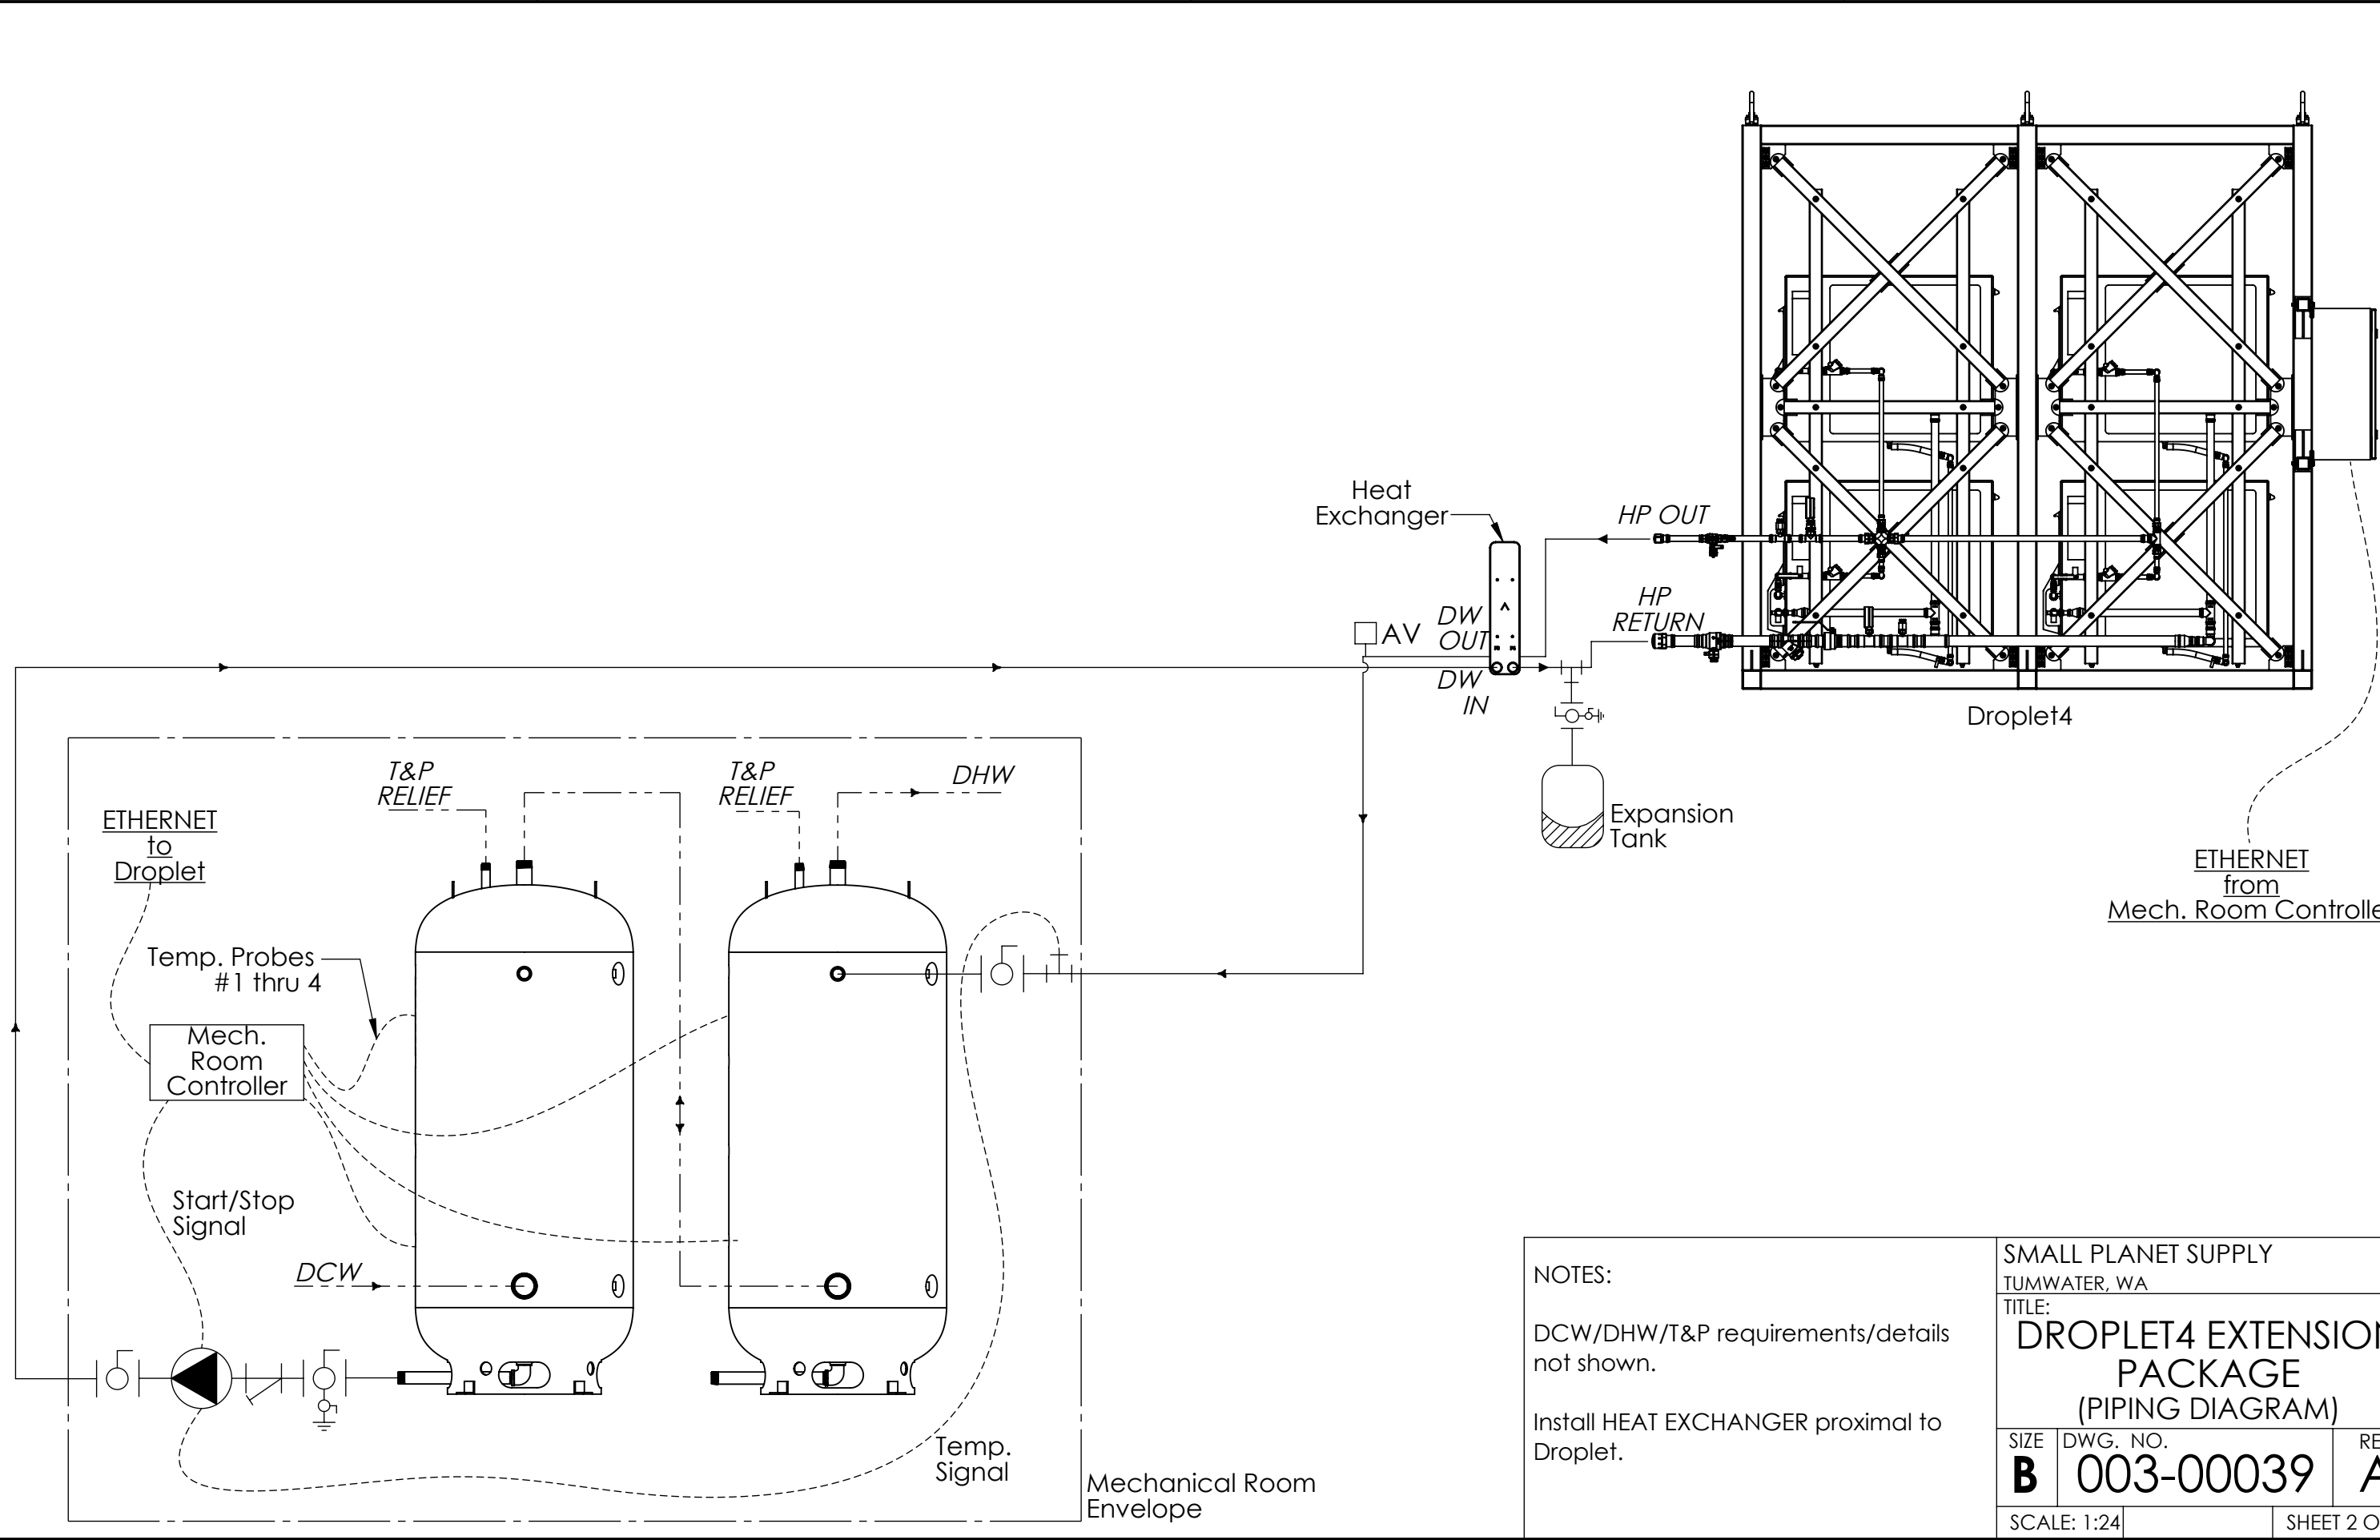 Heat
Exchanger
HP OUT
HP
RETURN
DW
OUT
AV
DW
IN
Droplet4
Expansion
Tank
ETHERNET
from
Mech. Room Controlle
T&P
RELIEF
T&P
RELIEF
DHW
ETHERNET
to
Droplet
Temp. Probes
#1 thru 4
Mech.
Room
Controller
Start/Stop
Signal
DCW
Temp.
Signal
Mechanical Room
Envelope
NOTES:
DCW/DHW/T&P requirements/details
not shown.
Install HEAT EXCHANGER proximal to
Droplet.
SMALL PLANET SUPPLY
TUMWATER, WA
TITLE:
DROPLET4 EXTENSION
PACKAGE
(PIPING DIAGRAM)
SIZE
B
DWG. NO.
003-00039
RE
A
SCALE: 1:24
SHEET 2 O